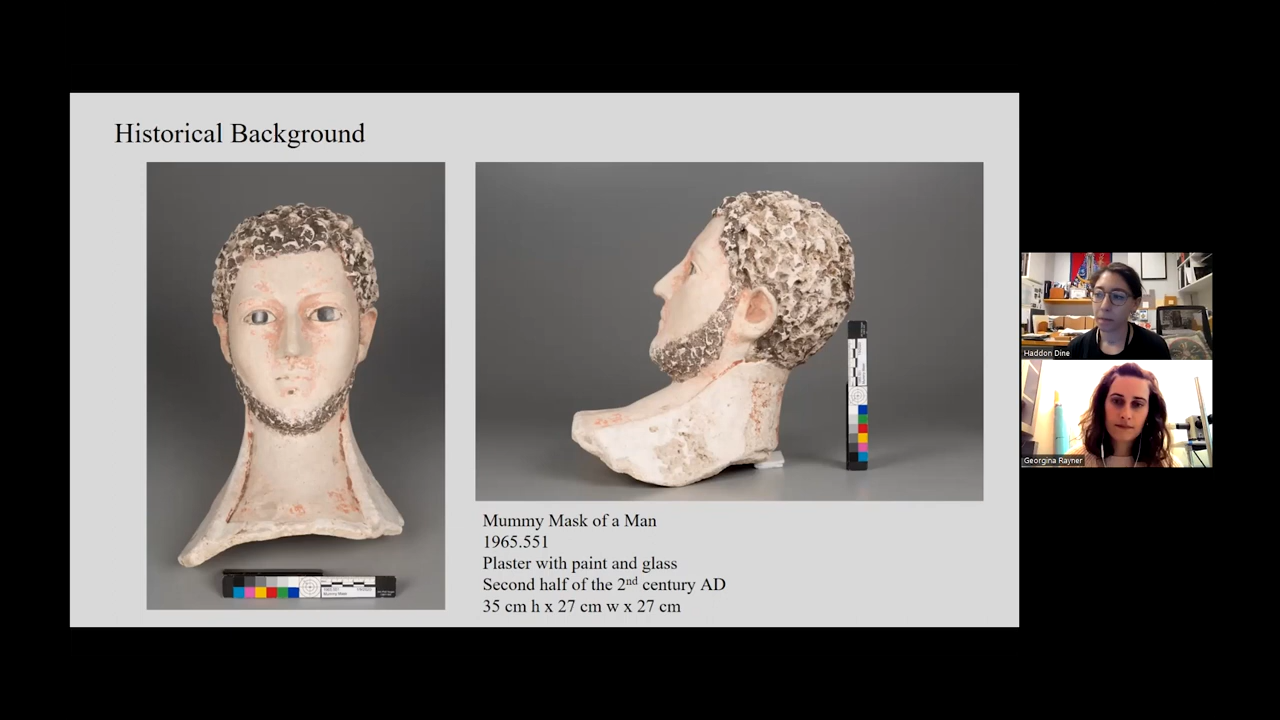 Historical Background
Mummy Mask of a Man
1965.551
Plaster with paint and glass
Second half of the 2nd century AD
35 cm h x 27 cm w x 27 cm
Haddon Dine
Georgina Rayner